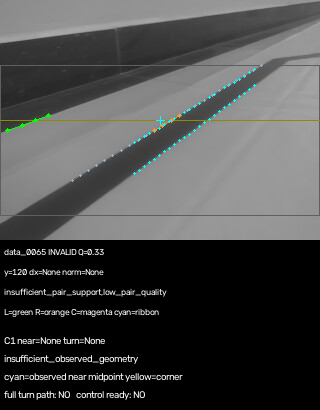 data_0065 INVALID Q=0.33
y=120 dx=None norm=None
insufficient_pair_support,low_pair_quality
L=green R=orange C=magenta cyan=ribbon
C1 near=None turn=None
insufficient_observed_geometry
cyan=observed near midpoint yellow=corner
full turn path: NO control ready: NO